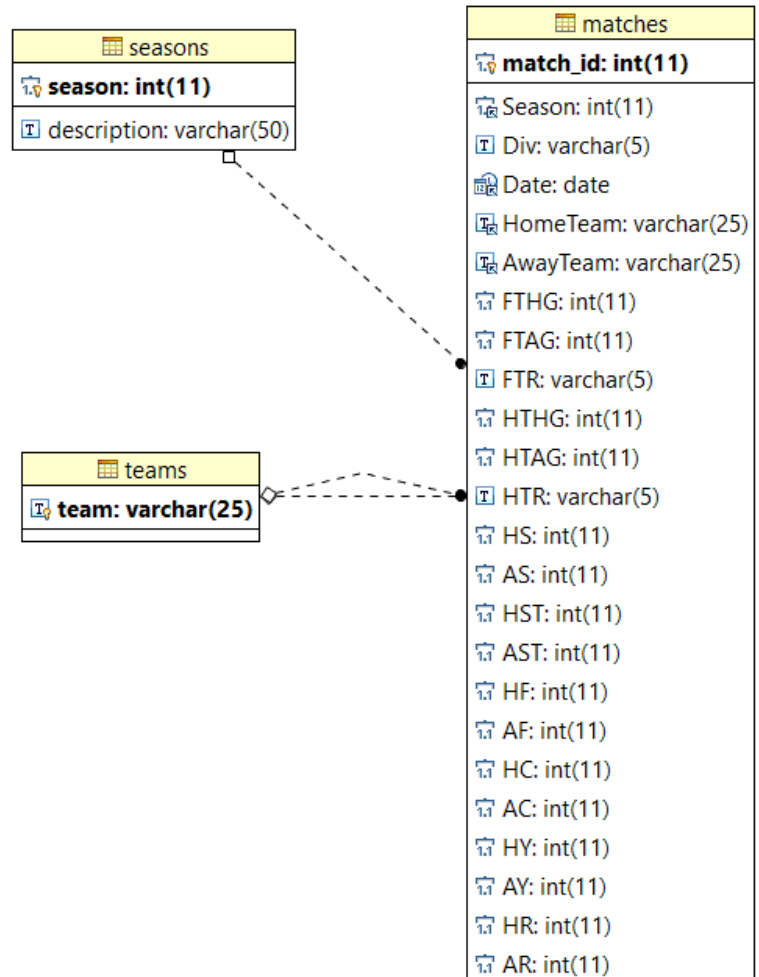 seasons
season: int(11)
description: varchar(50)
teams
team: varchar(25)
matches
match_id: int(11)
Season: int(11)
Div: varchar(5)
Date: date
HomeTeam: varchar(25)
AwayTeam: varchar(25)
FTHG: int(11)
FTAG: int(11)
FTR: varchar(5)
HTHG: int(11)
HTAG: int(11)
HTR: varchar(5)
HS: int(11)
AS: int(11)
HST: int(11)
AST: int(11)
HF: int(11)
AF: int(11)
HC: int(11)
AC: int(11)
HY: int(11)
AY: int(11)
HR: int(11)
AR: int(11)